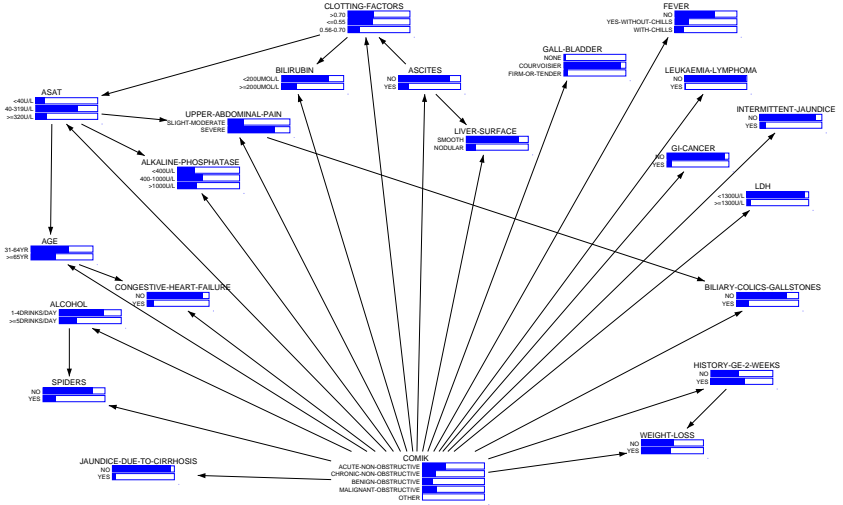 CLOTTING-FACTORS
>0.70
<=0.55
0.56-0.70
FEVER
NO
YES-WITHOUT-CHILLS
WITH-CHILLS
GALL-BLADDER
NONE
COURVOISIER
FIRM-OR-TENDER
BILIRUBIN
<200UMOL/L
>=200UMOL/L
ASCITES
NO
YES
LEUKAEMIA-LYMPHOMA
NO
YES
ASAT
<40U/L
40-319U/L
>=320U/L
UPPER-ABDOMINAL-PAIN
SLIGHT-MODERATE
SEVERE
INTERMITTENT-JAUNDICE
NO
YES
LIVER-SURFACE
SMOOTH
NODULAR
GI-CANCER
NO
YES
ALKALINE-PHOSPHATASE
<400U/L
400-1000U/L
>1000U/L
LDH
<1300U/L
>=1300U/L
AGE
31-64YR
>=65YR
CONGESTIVE-HEART-FAILURE
NO
YES
BILIARY-COLICS-GALLSTONES
NO
YES
ALCOHOL
1-4DRINKS/DAY
>=5DRINKS/DAY
HISTORY-GE-2-WEEKS
NO
YES
SPIDERS
NO
YES
WEIGHT-LOSS
NO
YES
JAUNDICE-DUE-TO-CIRRHOSIS
NO
YES
COMIK
ACUTE-NON-OBSTRUCTIVE
CHRONIC-NON-OBSTRUCTIVE
BENIGN-OBSTRUCTIVE
MALIGNANT-OBSTRUCTIVE
OTHER